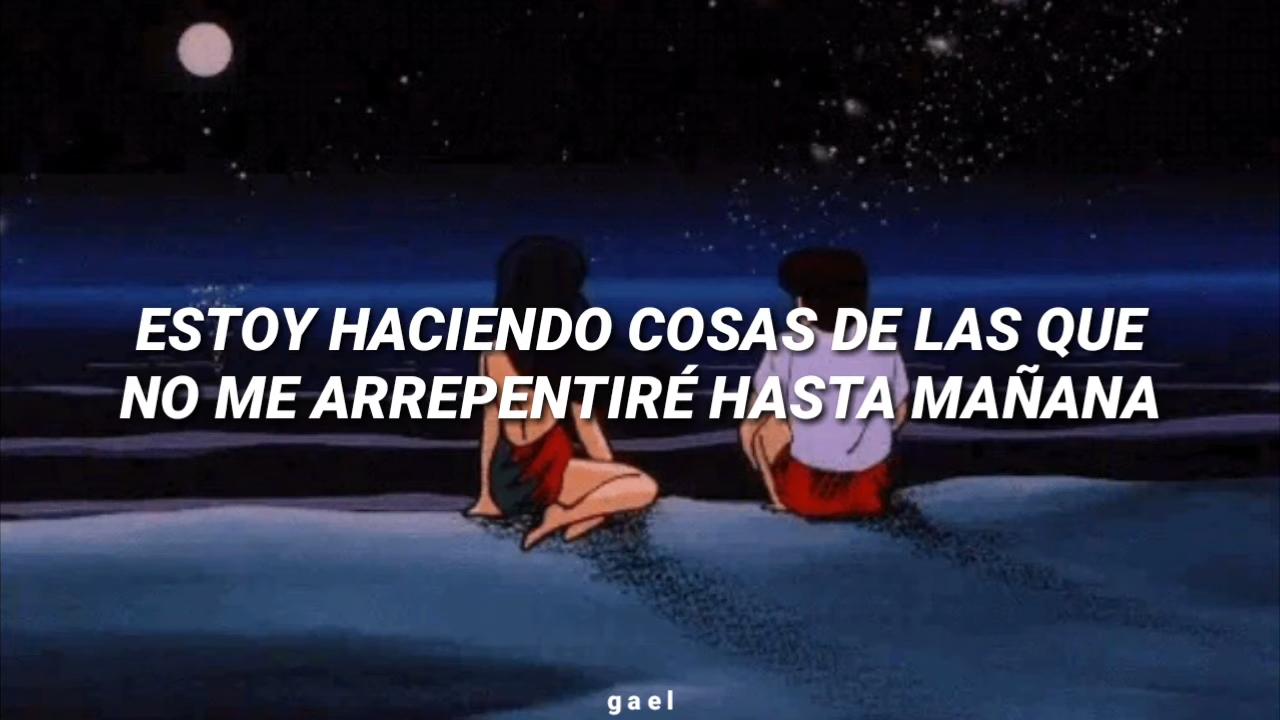 ESTOY HACIENDO COSAS DE LAS QUE
NO ME ARREPENTIRÉ HASTA MAÑANA
gael